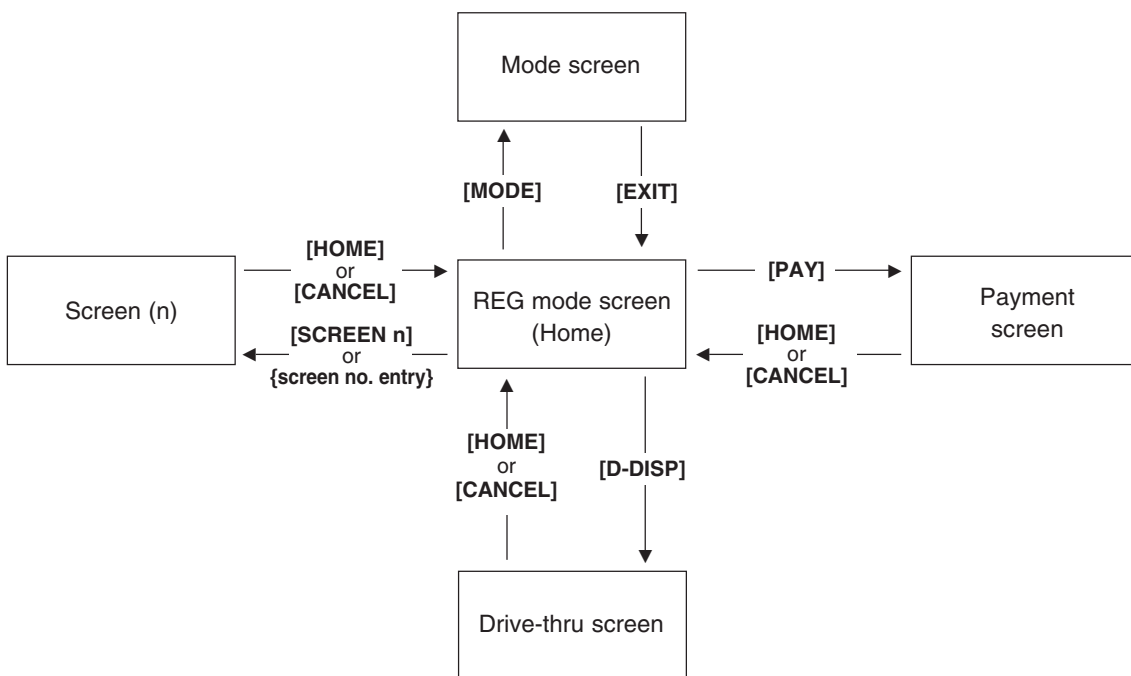 Mode screen
[MODE]
[EXIT]
[HOME]
or
[CANCEL]
[PAY]
Screen (n)
REG mode screen
(Home)
Payment
screen
[SCREEN n]
or
{screen no. entry}
[HOME]
or
[CANCEL]
[HOME]
or
[CANCEL]
[D-DISP]
Drive-thru screen